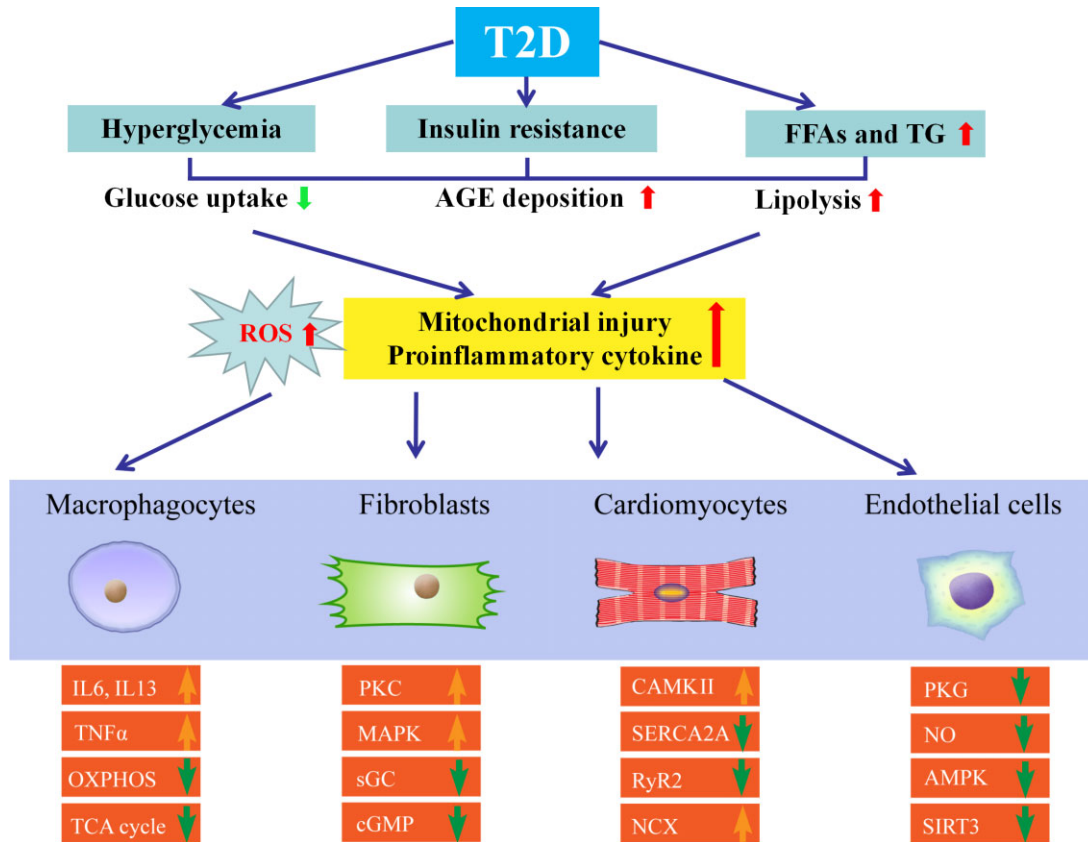 T2D
Hyperglycemia
Insulin resistance
FFAs and TG
Glucose uptake
AGE deposition
Lipolysis
ROS
Mitochondrial injury
Proinflammatory cytokine
Macrophagocytes
Fibroblasts
Cardiomyocytes
Endothelial cells
IL6, IL13
PKC
CAMKII
PKG
TNFα
MAPK
SERCA2A
NO
OXPHOS
sGC
RyR2
AMPK
TCA cycle
cGMP
NCX
SIRT3